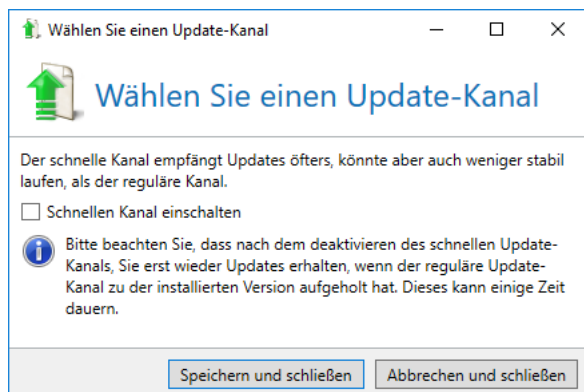 Wählen Sie einen Update-Kanal
Wählen Sie einen Update-Kanal
Der schnelle Kanal empfängt Updates öfters, könnte aber auch weniger stabil
laufen, als der reguläre Kanal.
Schnellen Kanal einschalten
Bitte beachten Sie, dass nach dem deaktivieren des schnellen Update-
Kanals, Sie erst wieder Updates erhalten, wenn der reguläre Update-
Kanal zu der installierten Version aufgeholt hat. Dieses kann einige Zeit
dauern.
Speichern und schließen
Abbrechen und schließen